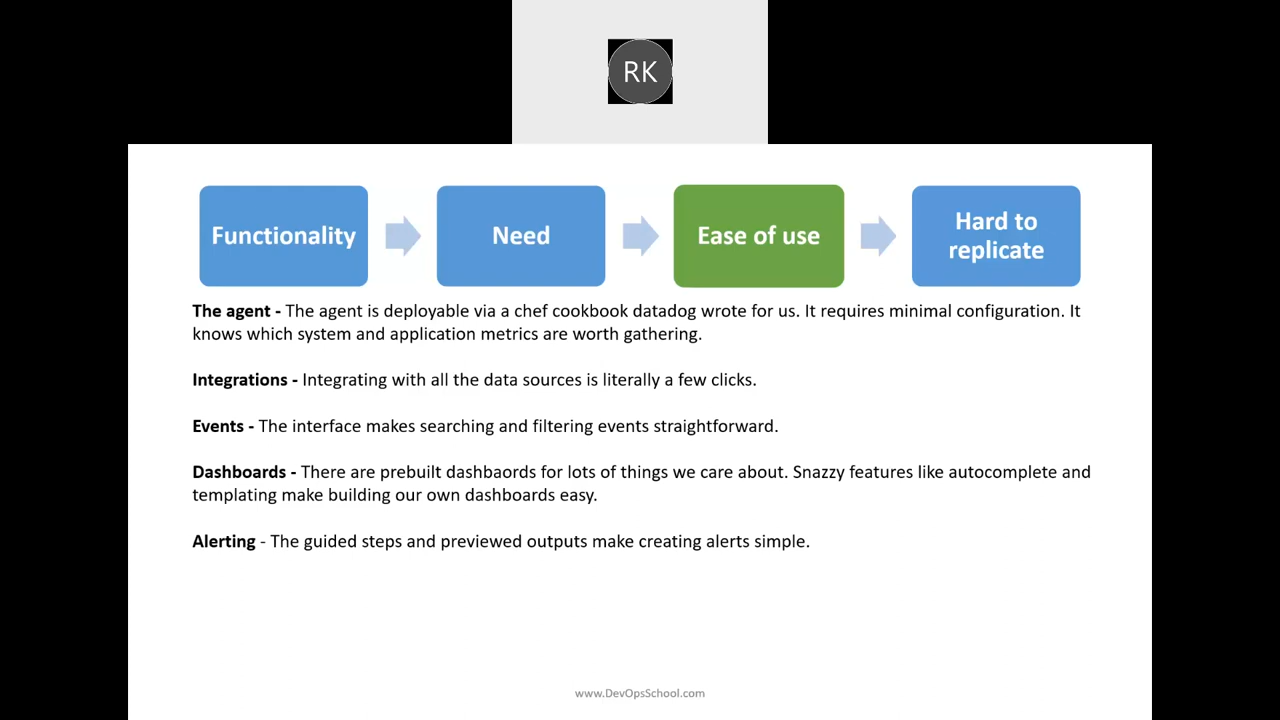 RK
Functionality
Need
Ease of use
Hard to
replicate
The agent - The agent is deployable via a chef cookbook datadog wrote for us. It requires minimal configuration. It
knows which system and application metrics are worth gathering.
Integrations - Integrating with all the data sources is literally a few clicks.
Events - The interface makes searching and filtering events straightforward.
Dashboards - There are prebuilt dashbaords for lots of things we care about. Snazzy features like autocomplete and
templating make building our own dashboards easy.
Alerting - The guided steps and previewed outputs make creating alerts simple.
www.DevOpsSchool.com